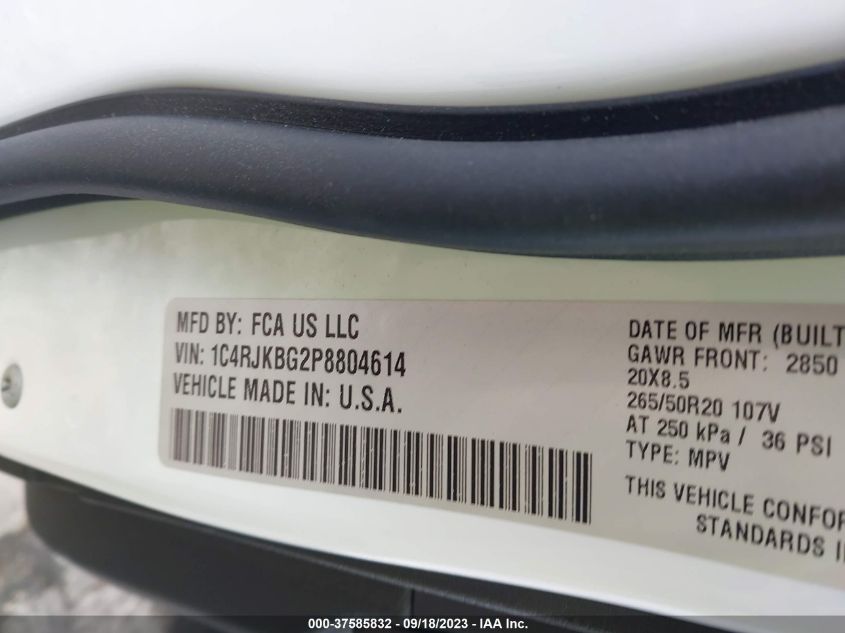 MFD BY: FCA US LLC
VIN: 1C4RJKBG2P8804614
VEHICLE MADE IN: U.S.A.
DATE OF MFR (BUILT
GAWR FRONT: 2850
20X8.5
265/50R20 107V
AT 250 kPa / 36 PSI
TYPE: MPV
THIS VEHICLE CONFOR
STANDARDS I
000-37585832 - 09/18/2023 - IAA Inc.